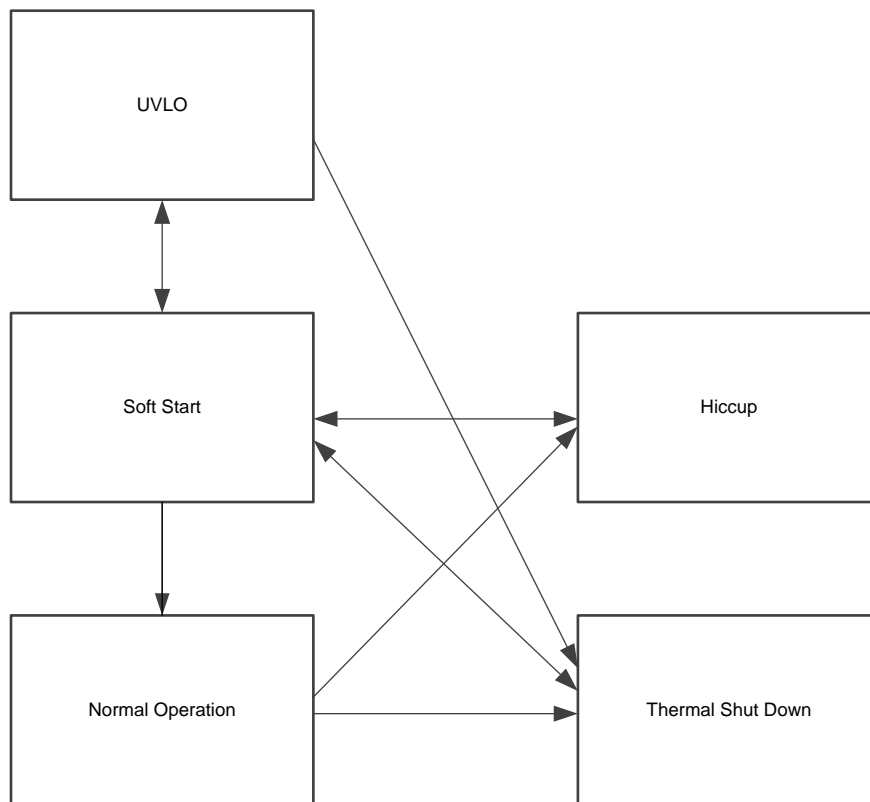 UVLO
Soft Start
Hiccup
Normal Operation
Thermal Shut Down